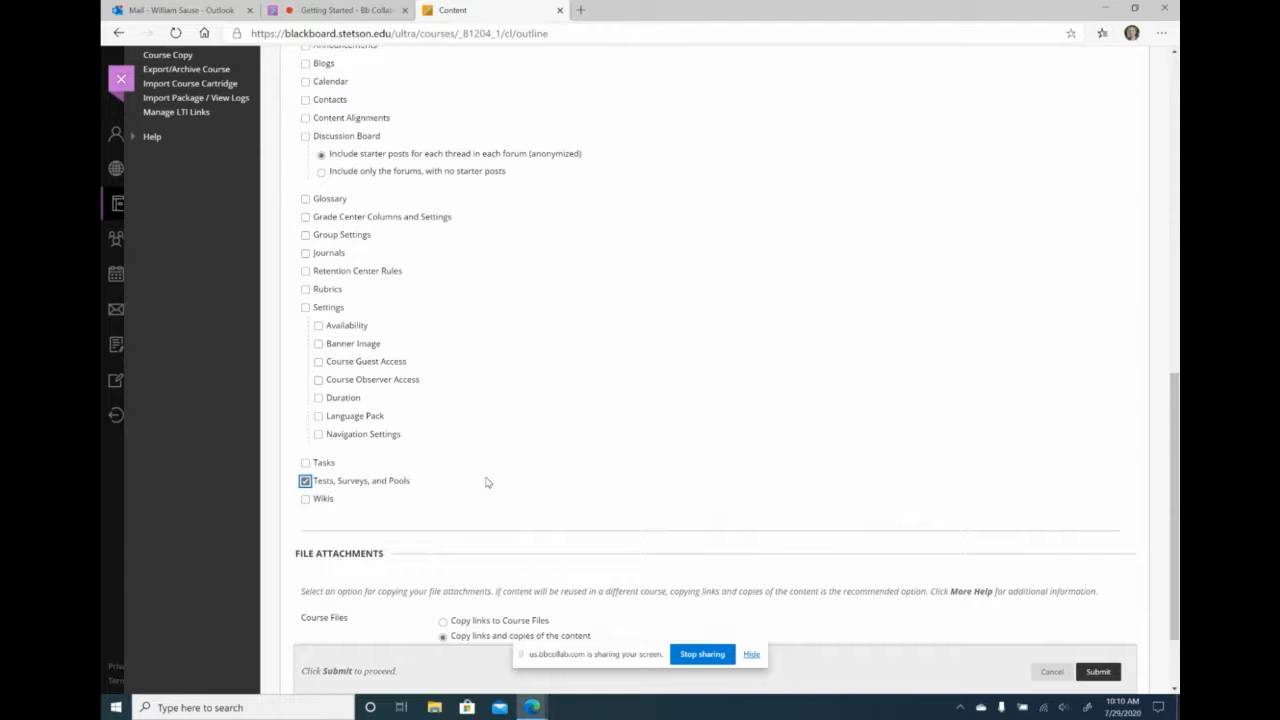 Mail - William Sause - Outlook
Getting Started - Bb Collab
Content
https://blackboard.stetson.edu/ultra/courses/_81204_1/cl/outline
Course Copy
Export/Archive Course
Import Course Cartridge
Import Package / View Logs
Manage LTI Links
Help
Announcements
Blogs
Calendar
Contacts
Content Alignments
Discussion Board
Include starter posts for each thread in each forum (anonymized)
Include only the forums, with no starter posts
Glossary
Grade Center Columns and Settings
Group Settings
Journals
Retention Center Rules
Rubrics
Settings
Availability
Banner Image
Course Guest Access
Course Observer Access
Duration
Language Pack
Navigation Settings
Tasks
Tests, Surveys, and Pools
Wikis
FILE ATTACHMENTS
Select an option for copying your file attachments. If content will be reused in a different course, copying links and copies of the content is the recommended option. Click More Help for additional information.
Course Files
Copy links to Course Files
Copy links and copies of the content
us.bbcollab.com is sharing your screen.
Stop sharing
Hide
Click Submit to proceed.
Cancel
Submit
Priv
Tern
Type here to search
10:10 AM
7/29/2020